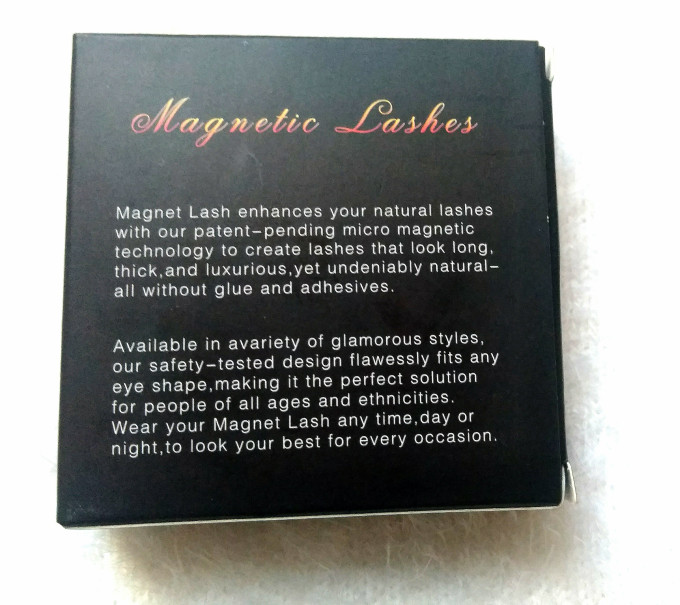 Magnetic Lashes
Magnet Lash enhances your natural lashes
with our patent-pending micro magnetic
technology to create lashes that look long,
thick,and luxurious,yet undeniably natural-
all without glue and adhesives.
Available in avariety of glamorous styles,
our safety-tested design flawessly fits any
eye shape,making it the perfect solution
for people of all ages and ethnicities.
Wear your Magnet Lash any time,day or
night,to look your best for every occasion.